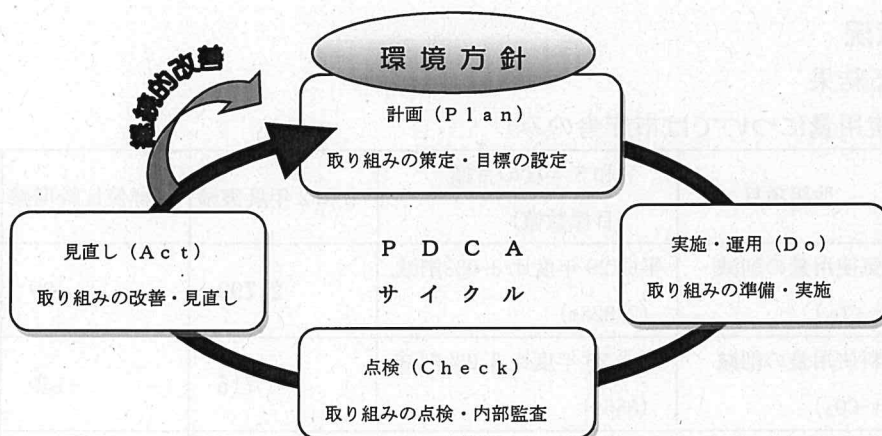 環境方針
継続的改善
計画（Ｐｌａｎ）
取り組みの策定・目標の設定
見直し（Ａｃｔ）
取り組みの改善・見直し
ＰＤＣＡ
サイクル
実施・運用（Ｄｏ）
取り組みの準備・実施
点検（Ｃｈｅｃｋ）
取り組みの点検・内部監査